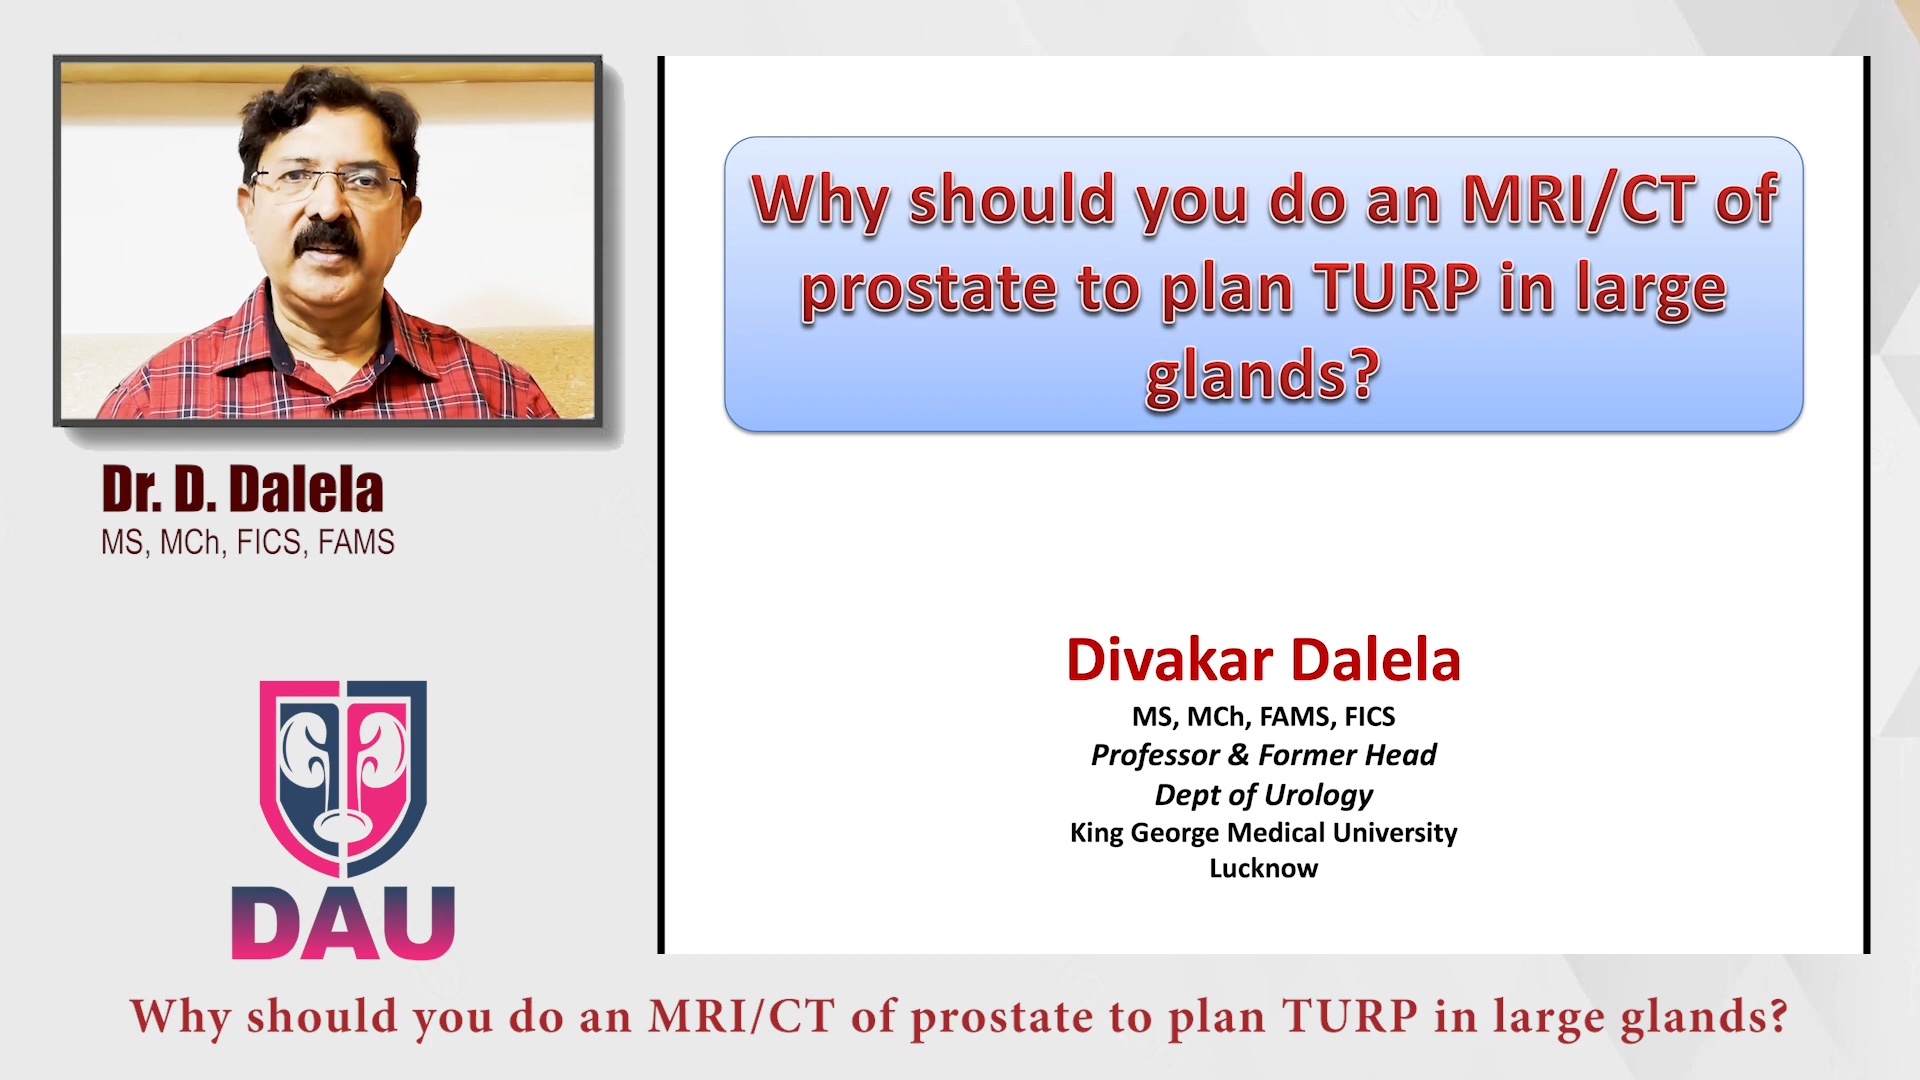 Why should you do an MRI/CT of
prostate to plan TURP in large
glands?
Dr. D. Dalela
MS, MCh, FICS, FAMS
Divakar Dalela
MS, MCh, FAMS, FICS
Professor & Former Head
Dept of Urology
King George Medical University
Lucknow
DAU
Why should you do an MRI/CT of prostate to plan TURP in large glands?